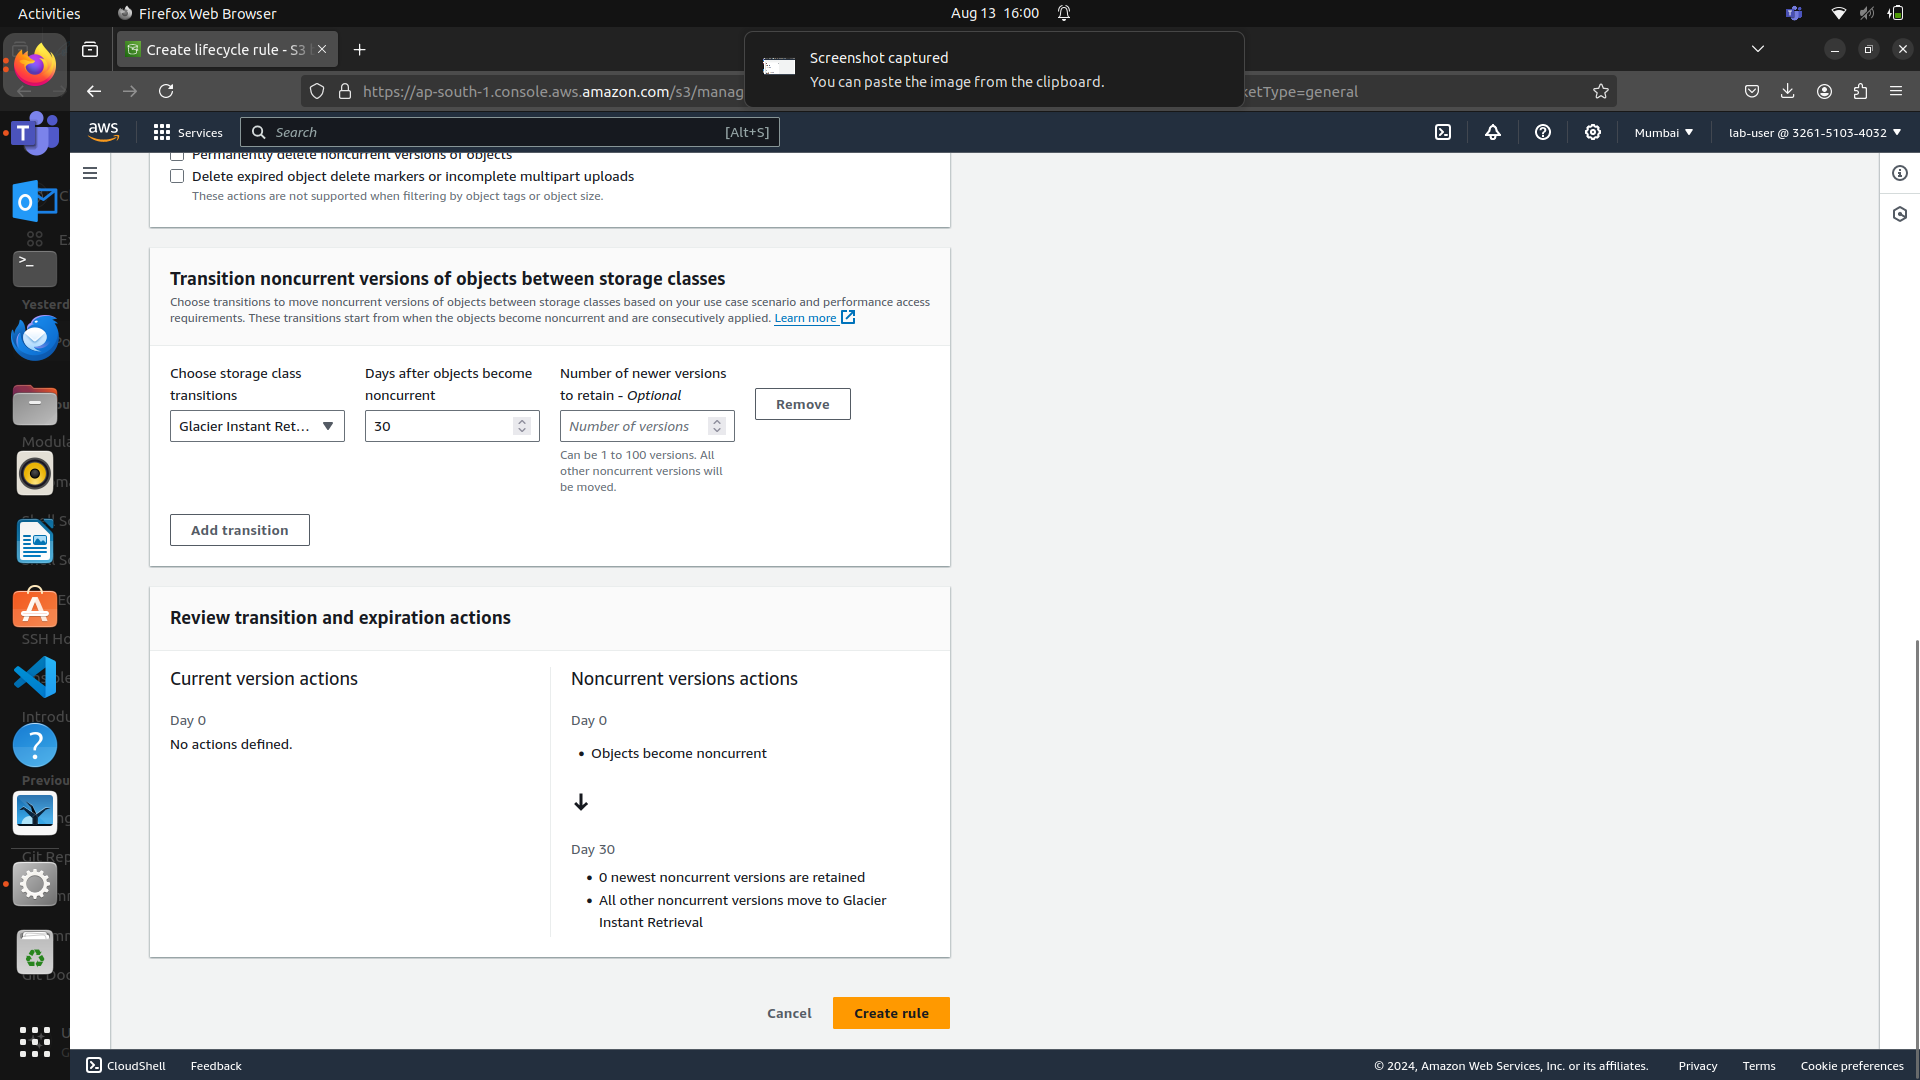 Activities
Firefox Web Browser
Aug 13 16:00
Create lifecycle rule - S3
Screenshot captured
You can paste the image from the clipboard.
https://ap-south-1.console.aws.amazon.com/s3/manag
ketType=general
aws
Services
Search
[Alt+S]
Mumbai
lab-user @ 3261-5103-4032
Permanently delete noncurrent versions of objects
Delete expired object delete markers or incomplete multipart uploads
These actions are not supported when filtering by object tags or object size.
Transition noncurrent versions of objects between storage classes
Choose transitions to move noncurrent versions of objects between storage classes based on your use case scenario and performance access
requirements. These transitions start from when the objects become noncurrent and are consecutively applied. Learn more
Choose storage class
transitions
Days after objects become
noncurrent
Number of newer versions
to retain - Optional
Remove
Glacier Instant Ret...
30
Number of versions
Can be 1 to 100 versions. All
other noncurrent versions will
be moved.
Add transition
Review transition and expiration actions
Current version actions
Day 0
No actions defined.
Noncurrent versions actions
Day 0
Objects become noncurrent
Day 30
0 newest noncurrent versions are retained
All other noncurrent versions move to Glacier
Instant Retrieval
Cancel
Create rule
CloudShell
Feedback
© 2024, Amazon Web Services, Inc. or its affiliates.
Privacy
Terms
Cookie preferences